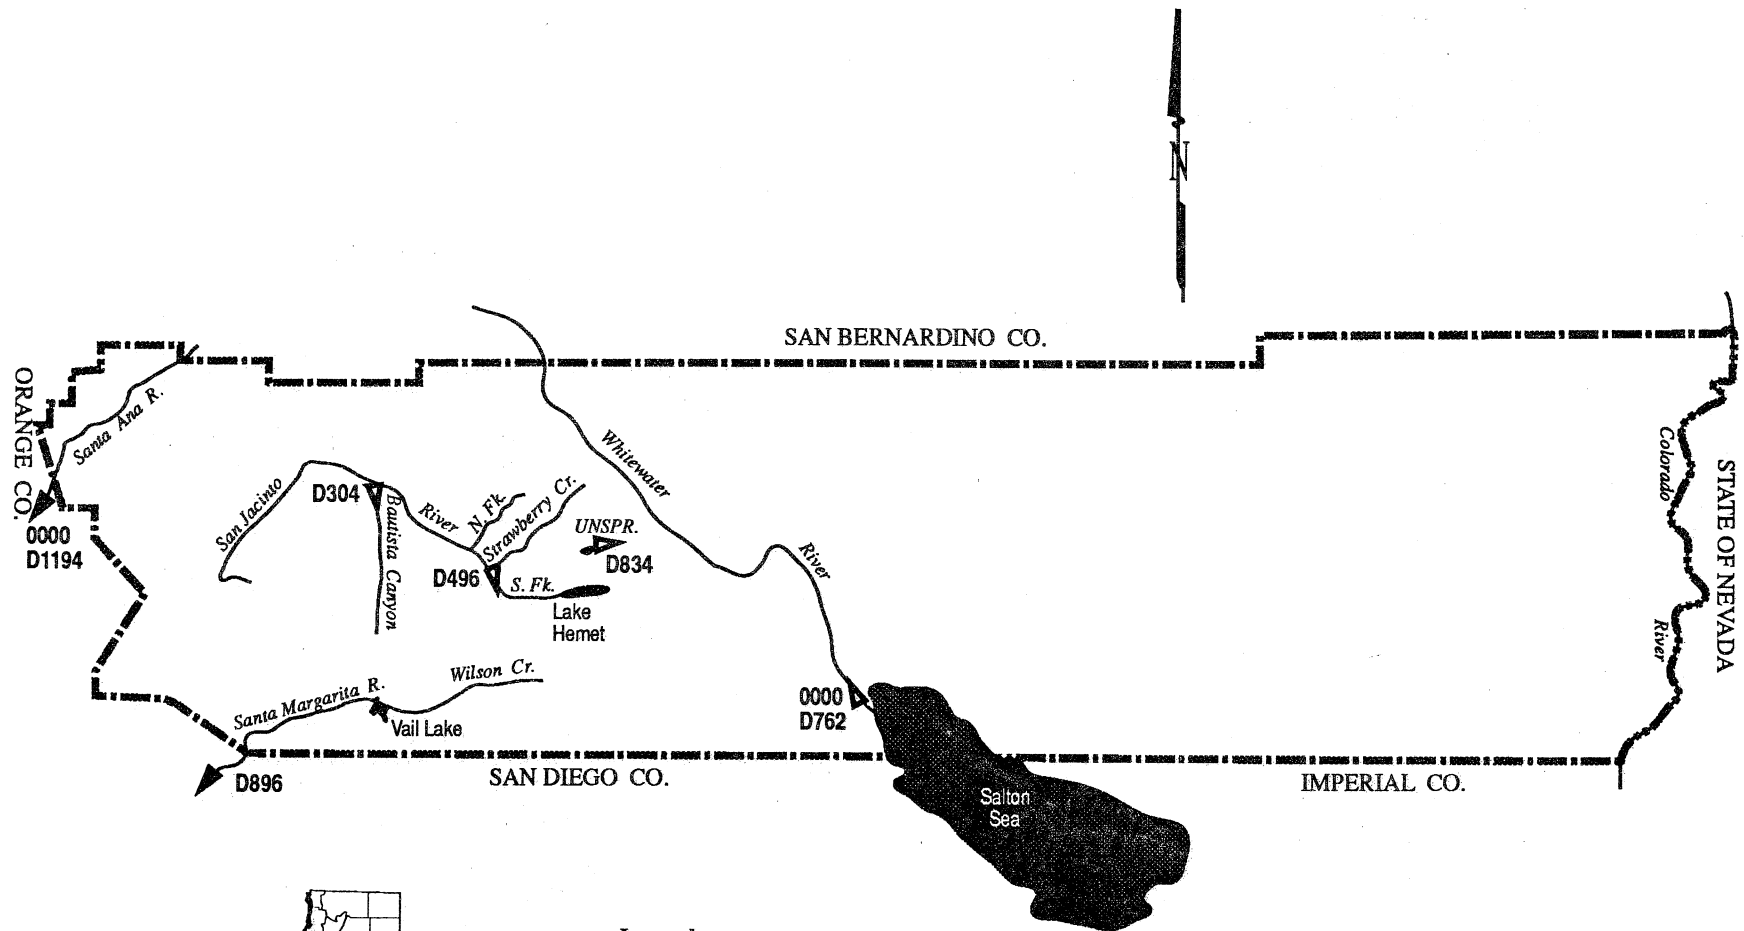 N
SAN BERNARDINO CO.
ORANGE CO.
Santa Ana R.
0000
D1194
San Jacinto
River
D304
Bautista Canyon
N. Fk.
Strawberry Cr.
UNSPR.
D834
D496
S. Fk.
Lake
Hemet
Whitewater
River
Colorado
River
STATE OF NEVADA
Santa Margarita R.
Wilson Cr.
Vail Lake
0000
D762
D896
SAN DIEGO CO.
IMPERIAL CO.
Salton
Sea